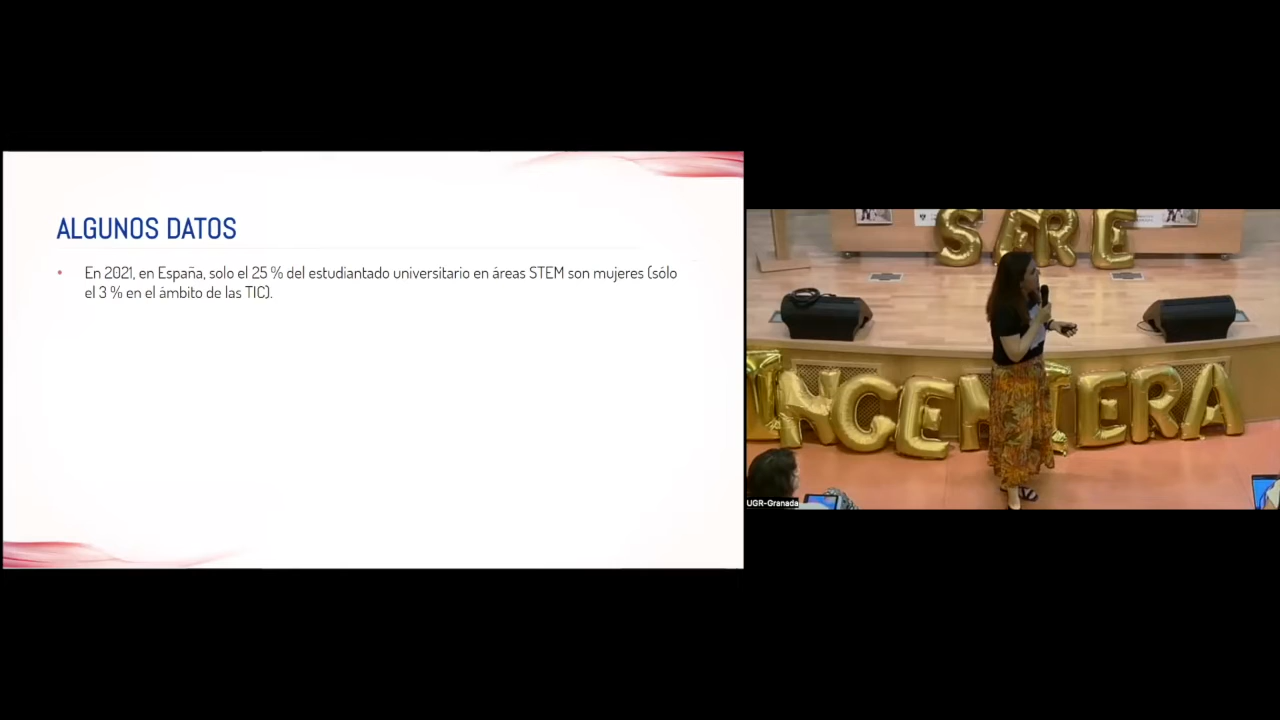 ALGUNOS DATOS
• En 2021, en España, solo el 25 % del estudiantado universitario en áreas STEM son mujeres (sólo
el 3 % en el ámbito de las TIC).
SERE
INGENIERA
UGR-Granada